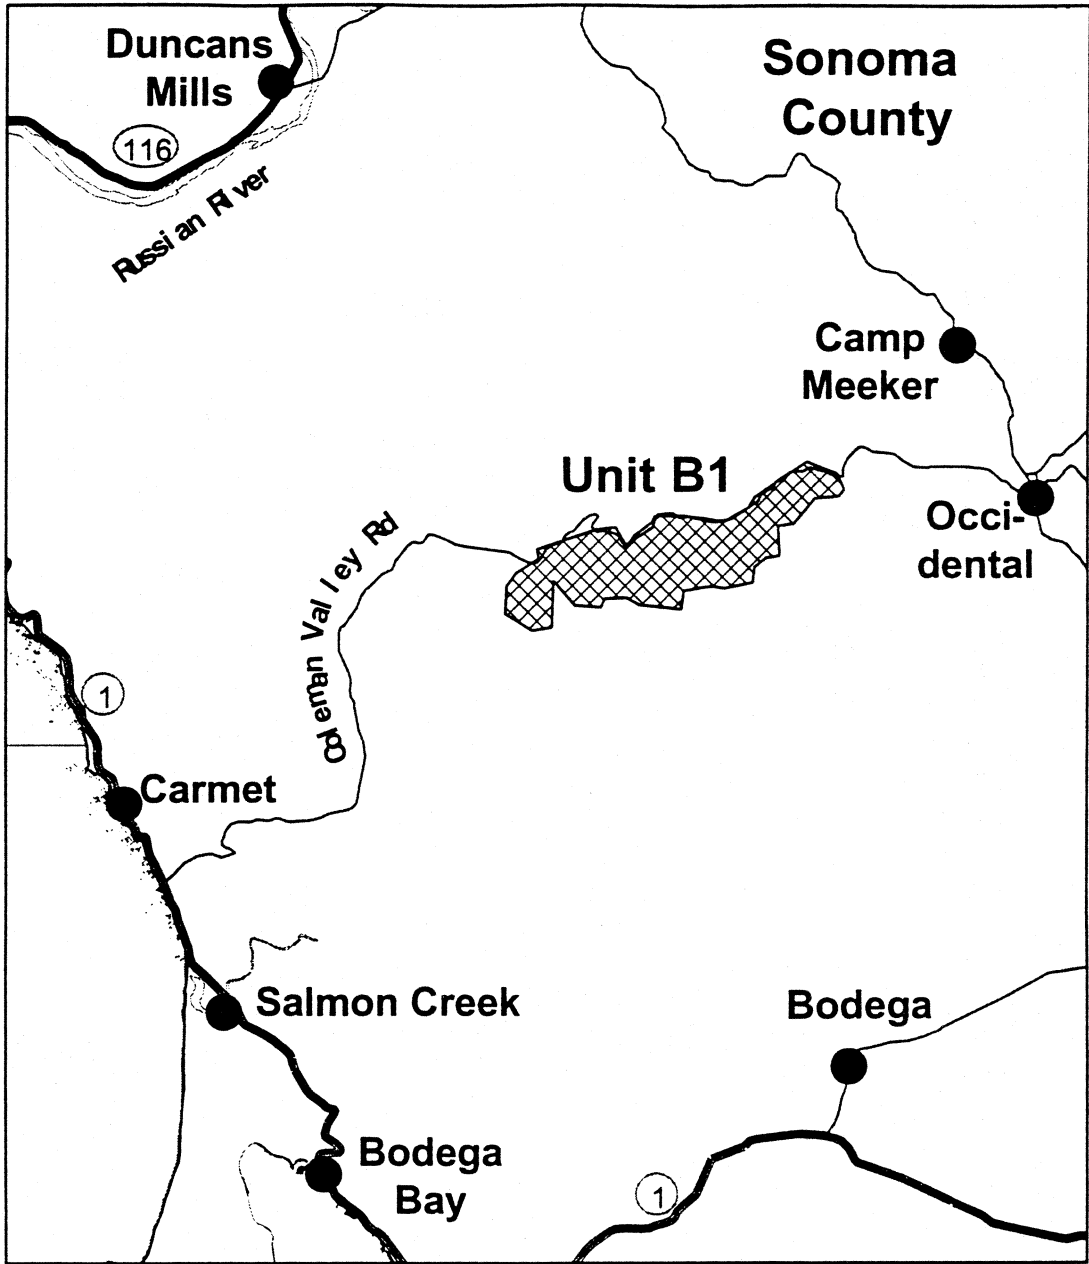 Duncans
Mills
116
Russian River
Sonoma
County
Camp
Meeker
Unit B1
Occi-
dental
Coleman Valley Rd
1
Carmet
Salmon Creek
Bodega
Bodega
Bay
1